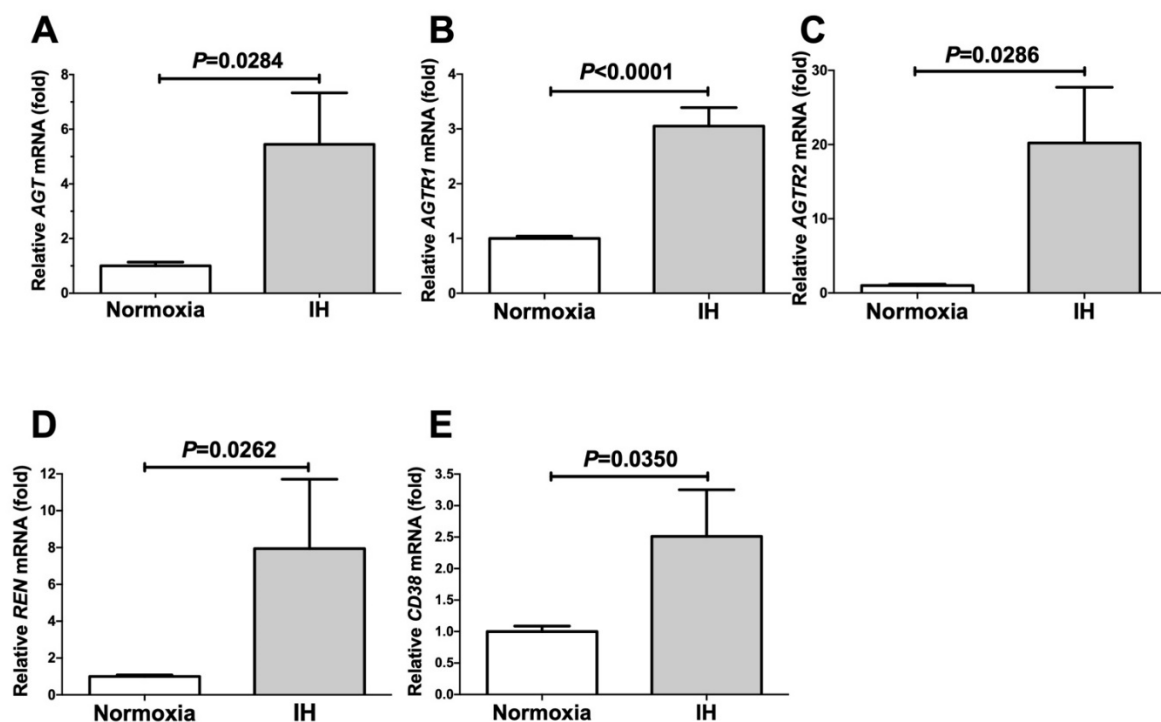 A
P=0.0284
Relative AGT mRNA (fold)
8
6
4
2
0
Normoxia IH
B
P<0.0001
Relative AGTR1 mRNA (fold)
4
3
2
1
0
Normoxia IH
C
P=0.0286
Relative AGTR2 mRNA (fold)
30
20
10
0
Normoxia IH
D
P=0.0262
Relative REN mRNA (fold)
12
10
8
6
4
2
0
Normoxia IH
E
P=0.0350
Relative CD38 mRNA (fold)
3.5
3.0
2.5
2.0
1.5
1.0
0.5
0.0
Normoxia IH